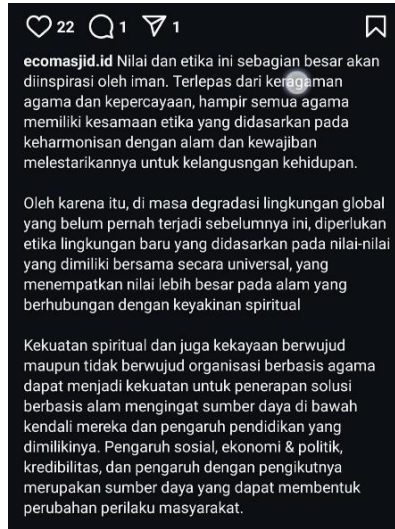 22 1 1
ecomasjid.id Nilai dan etika ini sebagian besar akan
diinspirasi oleh iman. Terlepas dari keragaman
agama dan kepercayaan, hampir semua agama
memiliki kesamaan etika yang didasarkan pada
keharmonisan dengan alam dan kewajiban
melestarikannya untuk kelangusngan kehidupan.
Oleh karena itu, di masa degradasi lingkungan global
yang belum pernah terjadi sebelumnya ini, diperlukan
etika lingkungan baru yang didasarkan pada nilai-nilai
yang dimiliki bersama secara universal, yang
menempatkan nilai lebih besar pada alam yang
berhubungan dengan keyakinan spiritual
Kekuatan spiritual dan juga kekayaan berwujud
maupun tidak berwujud organisasi berbasis agama
dapat menjadi kekuatan untuk penerapan solusi
berbasis alam mengingat sumber daya di bawah
kendali mereka dan pengaruh pendidikan yang
dimilikinya. Pengaruh sosial, ekonomi & politik,
kredibilitas, dan pengaruh dengan pengikutnya
merupakan sumber daya yang dapat membentuk
perubahan perilaku masyarakat.